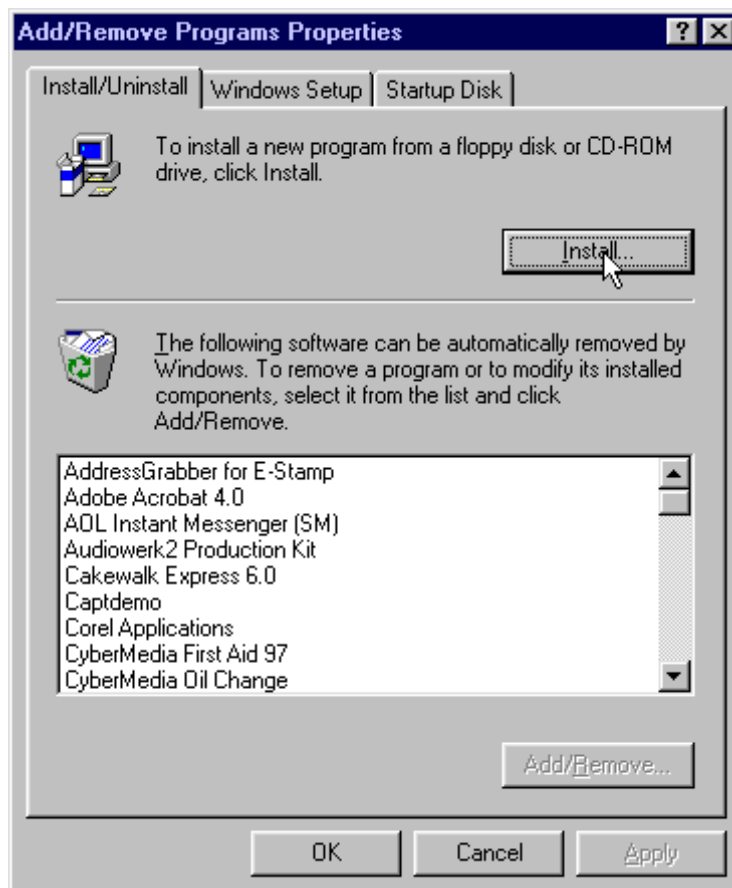 Add/Remove Programs Properties
Install/Uninstall Windows Setup Startup Disk
To install a new program from a floppy disk or CD-ROM
drive, click Install.
Install...
The following software can be automatically removed by
Windows. To remove a program or to modify its installed
components, select it from the list and click
Add/Remove.
AddressGrabber for E-Stamp
Adobe Acrobat 4.0
AOL Instant Messenger (SM)
Audiowerk2 Production Kit
Cakewalk Express 6.0
Captdemo
Corel Applications
CyberMedia First Aid 97
CyberMedia Oil Change
Add/Remove...
OK Cancel Apply